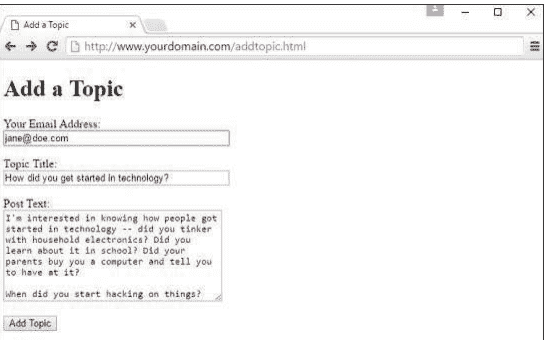 Add a Topic
http://www.yourdomain.com/addtopic.html
Add a Topic
Your Email Address:
jane@doe.com
Topic Title:
How did you get started in technology?
Post Text:
I'm interested in knowing how people got
started in technology -- did you tinker
with household electronics? Did you
learn about it in school? Did your
parents buy you a computer and tell you
to have at it?
When did you start hacking on things?
Add Topic